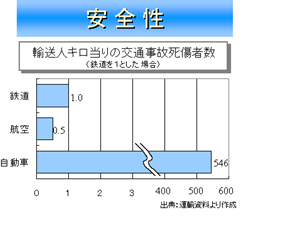 安全性
輸送人キロ当りの交通事故死傷者数
(鉄道を1とした場合)
鉄道 1.0
航空 0.5
自動車 546
0 1 2 3 400 500 600
出典:運輸資料より作成